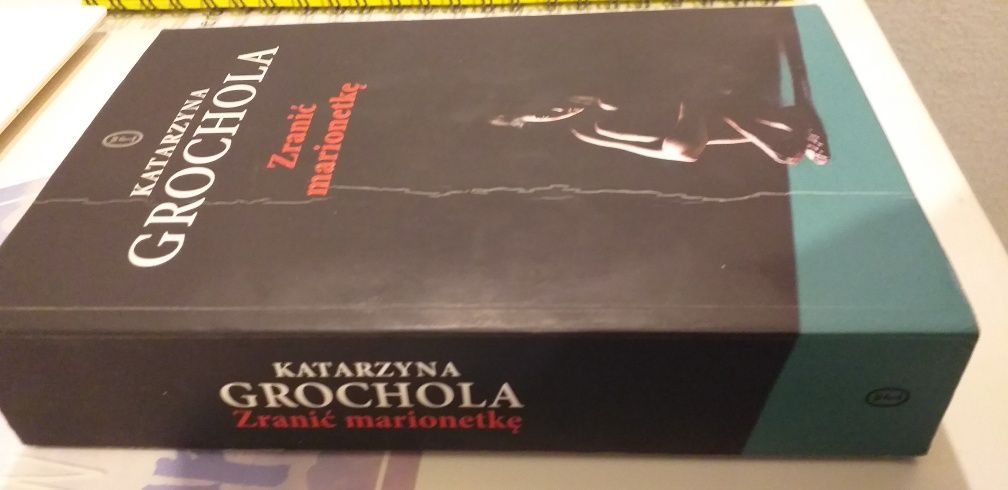 KATARZYNA
GROCHOLA
Zranić
marionetkę
KATARZYNA
GROCHOLA
Zranić marionetkę